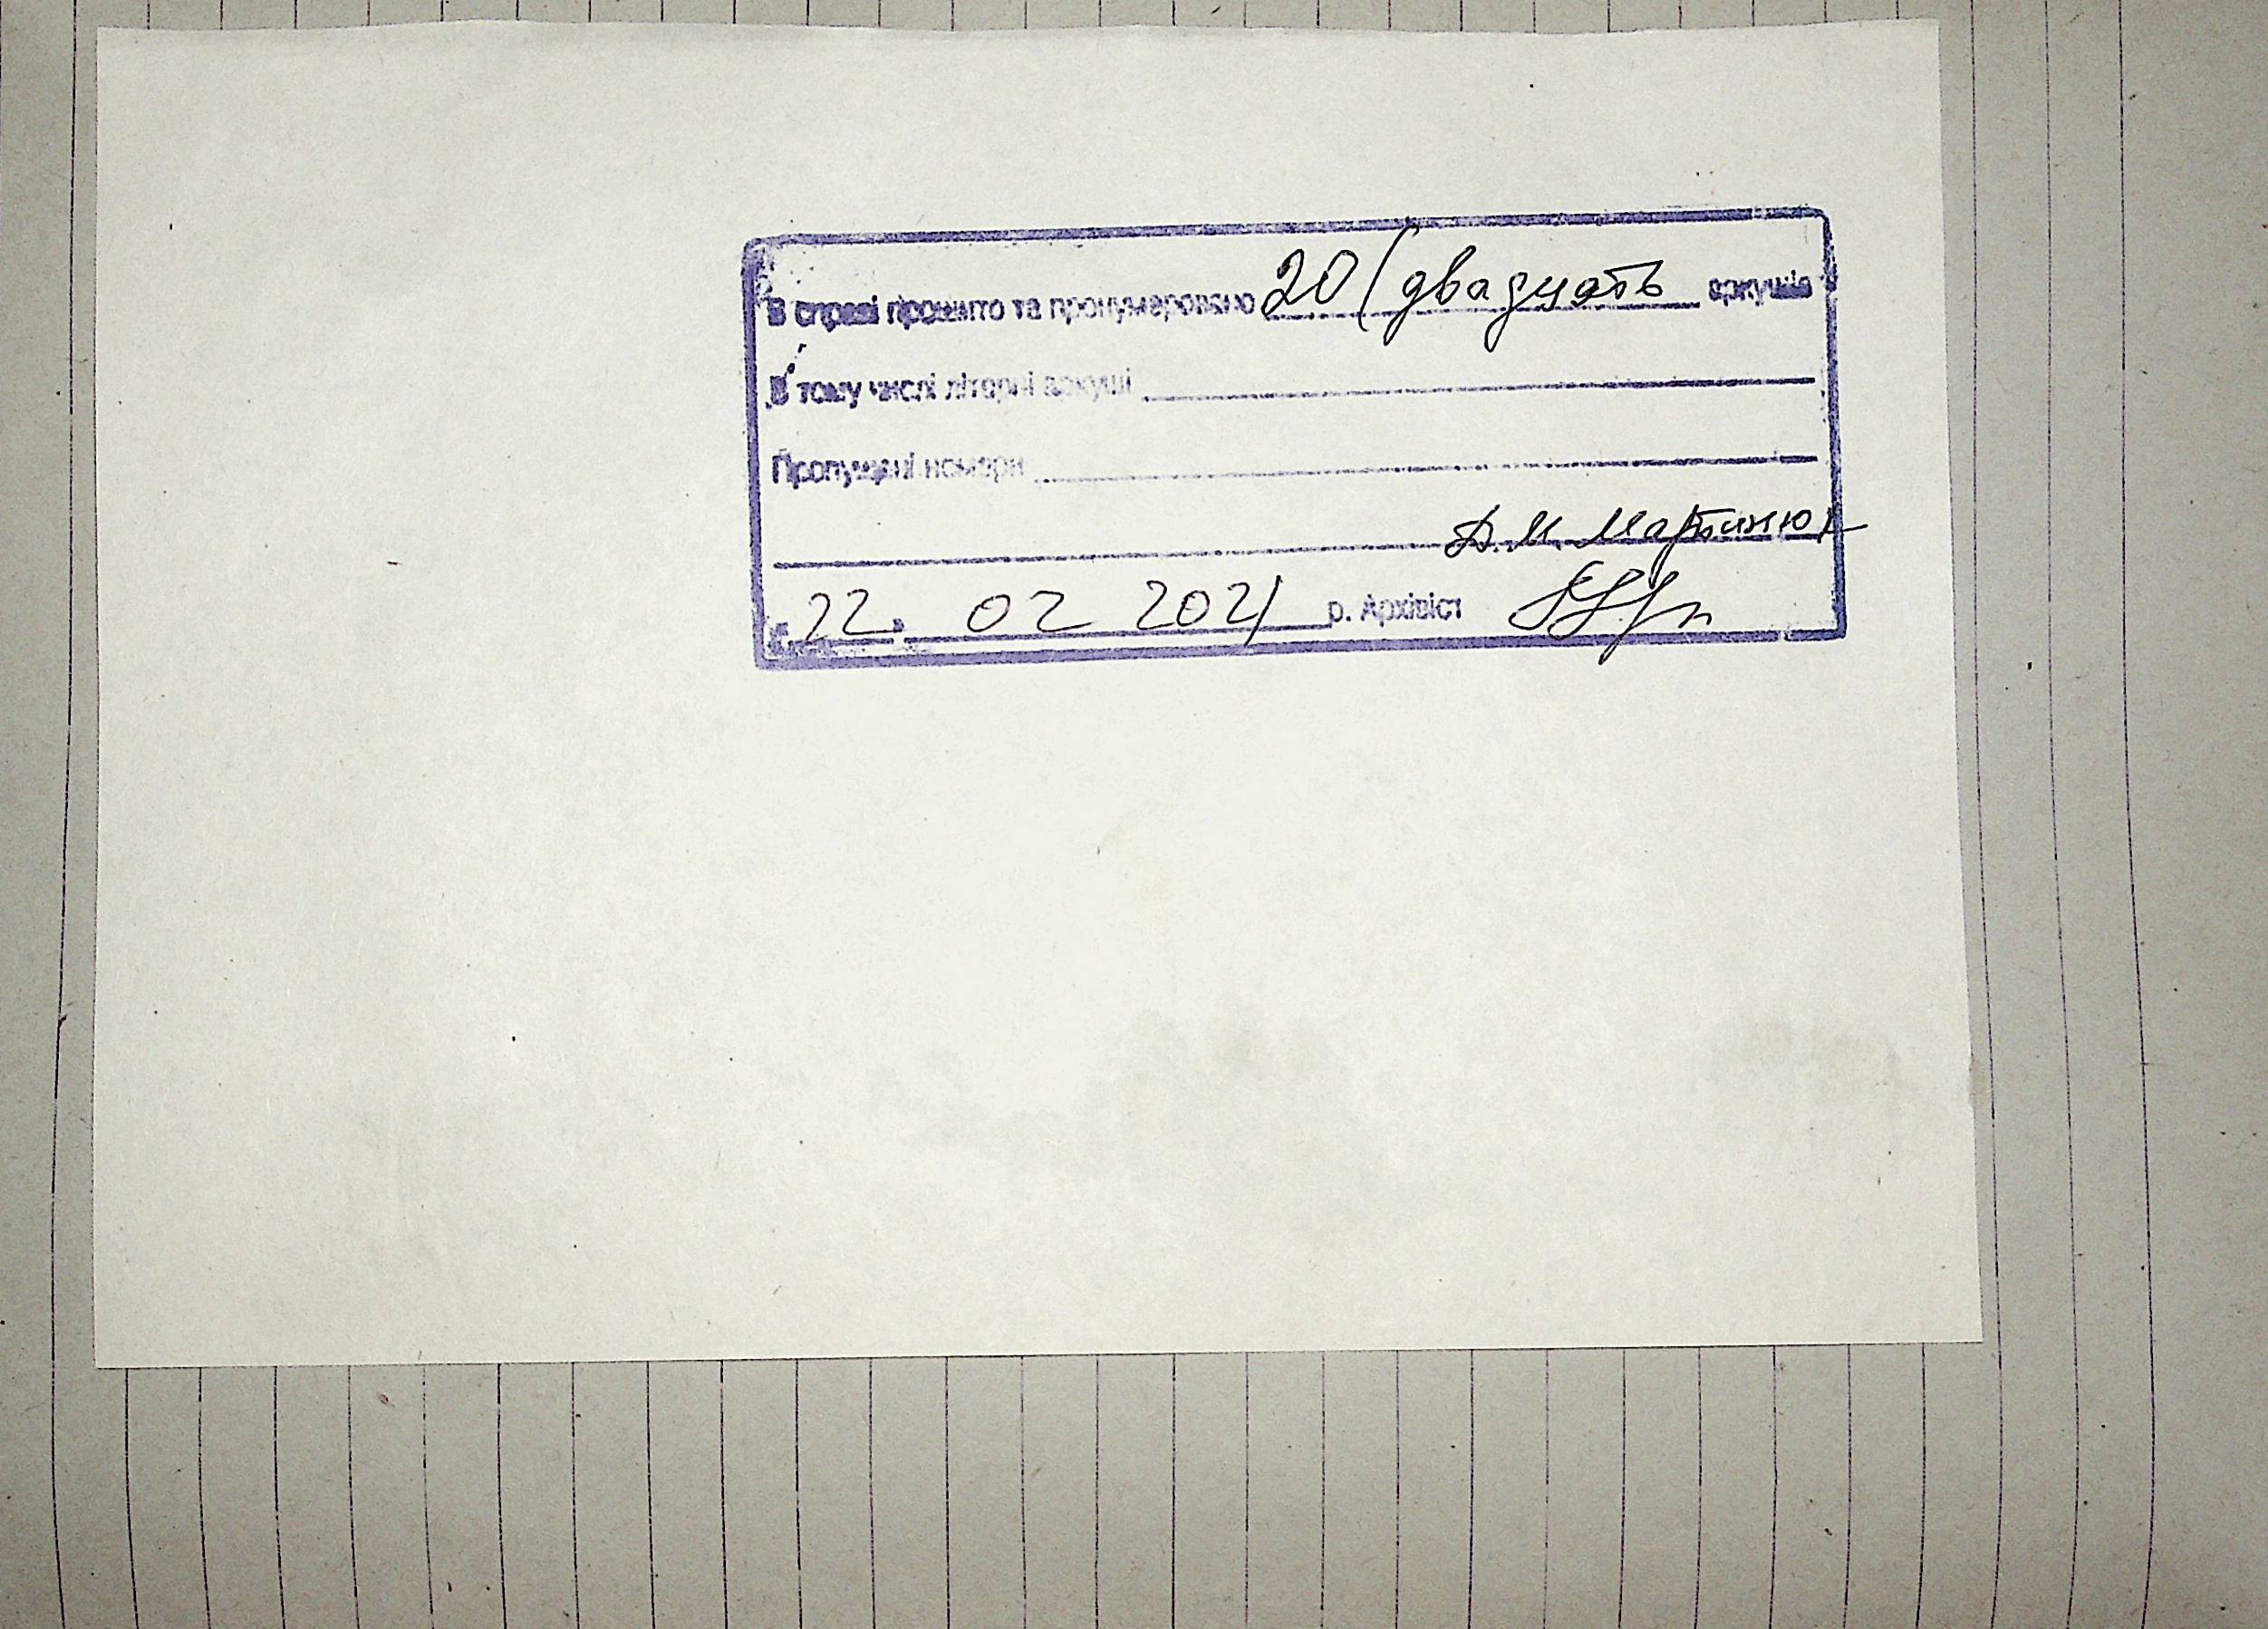 В справі прошито та пронумеровано 20 (двадцять аркушів
В тому числі літерні аркуші
Пропущені номери
Д.М. Мартинюк
"22" 02 2021 р. Архівіст